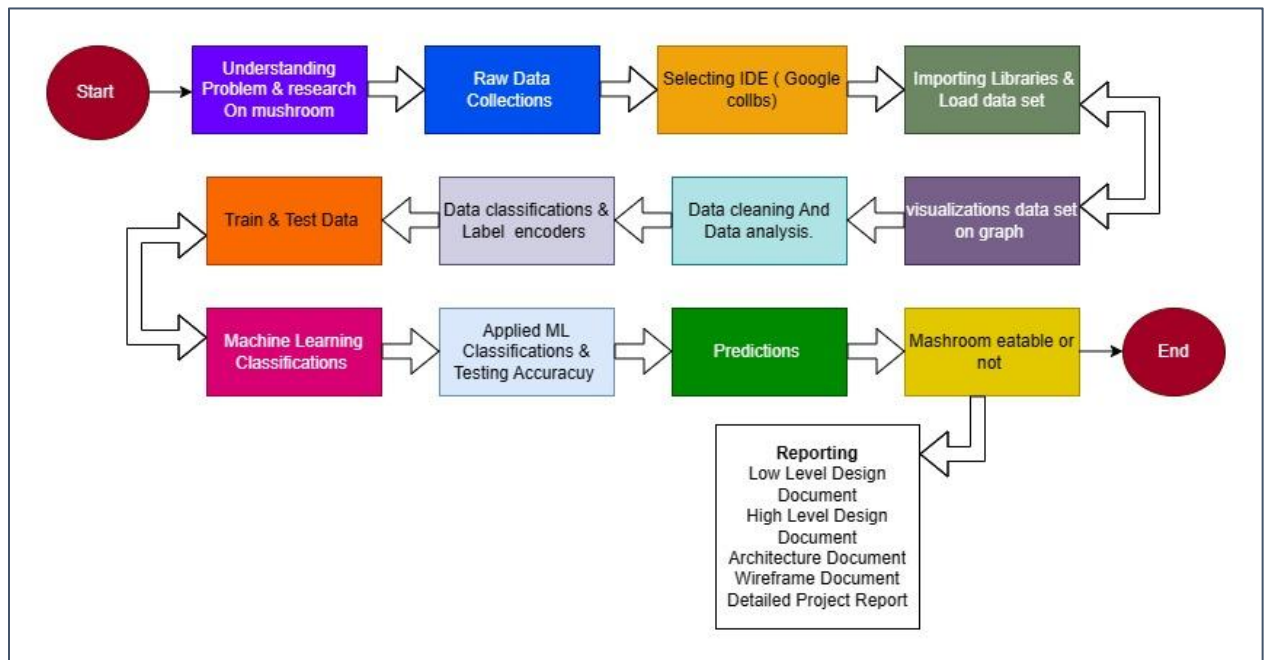 Start
Understanding
Problem & research
On mushroom
Raw Data
Collections
Selecting IDE ( Google
collbs)
Importing Libraries &
Load data set
Train & Test Data
Data classifications &
Label encoders
Data cleaning And
Data analysis.
visualizations data set
on graph
Machine Learning
Classifications
Applied ML
Classifications &
Testing Accuracuy
Predictions
Mashroom eatable or
not
End
Reporting
Low Level Design
Document
High Level Design
Document
Architecture Document
Wireframe Document
Detailed Project Report